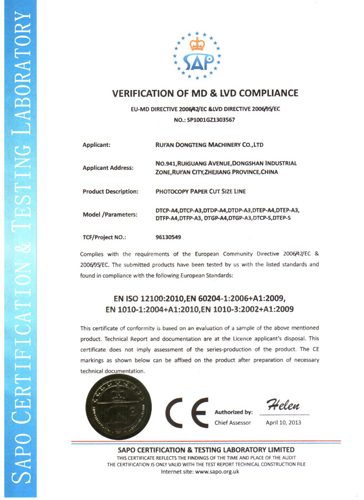 SAPO CERTIFICATION & TESTING LABORATORY
SAP
VERIFICATION OF MD & LVD COMPLIANCE
EU-MD DIRECTIVE 2006/42/EC &LVD DIRECTIVE 2006/95/EC
NO.: SP1001GZ1303567
Applicant: RUI'AN DONGTENG MACHINERY CO.,LTD
Applicant Address: NO.941,RUIGUANG AVENUE,DONGSHAN INDUSTRIAL
ZONE,RUI'AN CITY,ZHEJIANG PROVINCE,CHINA
Product Description: PHOTOCOPY PAPER CUT SIZE LINE
Model /Parameters: DTCP-A4,DTCP-A3,DTDP-A4,DTDP-A3,DTEP-A4,DTEP-A3,
DTFP-A4,DTFP-A3, DTGP-A4,DTGP-A3,DTCP-S,DTEP-S
TCF/Project NO.: 96130549
Complies with the requirements of the European Community Directive 2006/42/EC &
2006/95/EC. The submitted products have been tested by us with the listed standards and
found in compliance with the following European Standards:
EN ISO 12100:2010,EN 60204-1:2006+A1:2009,
EN 1010-1:2004+A1:2010,EN 1010-3:2002+A1:2009
This certificate of conformity is based on an evaluation of a sample of the above mentioned
product. Technical Report and documentation are at the Licence applicant's disposal. This
certificate does not imply assessment of the series-production of the product. The CE
markings as shown below can be affixed on the product after preparation of necessary
technical documentation.
CE
Helen
Authorized by:
Chief Assessor April 10, 2013
SAPO CERTIFICATION & TESTING LABORATORY LIMITED
THIS CERTIFICATE REFLECTS THE FINDINGS OF THE TIME AND PLACE OF THE AUDIT
THE CERTIFICATION IS ONLY VALID WITH THE TEST REPORT TECHNICAL CONSTRUCTION FILE
Internet site: www.sapo.org.uk